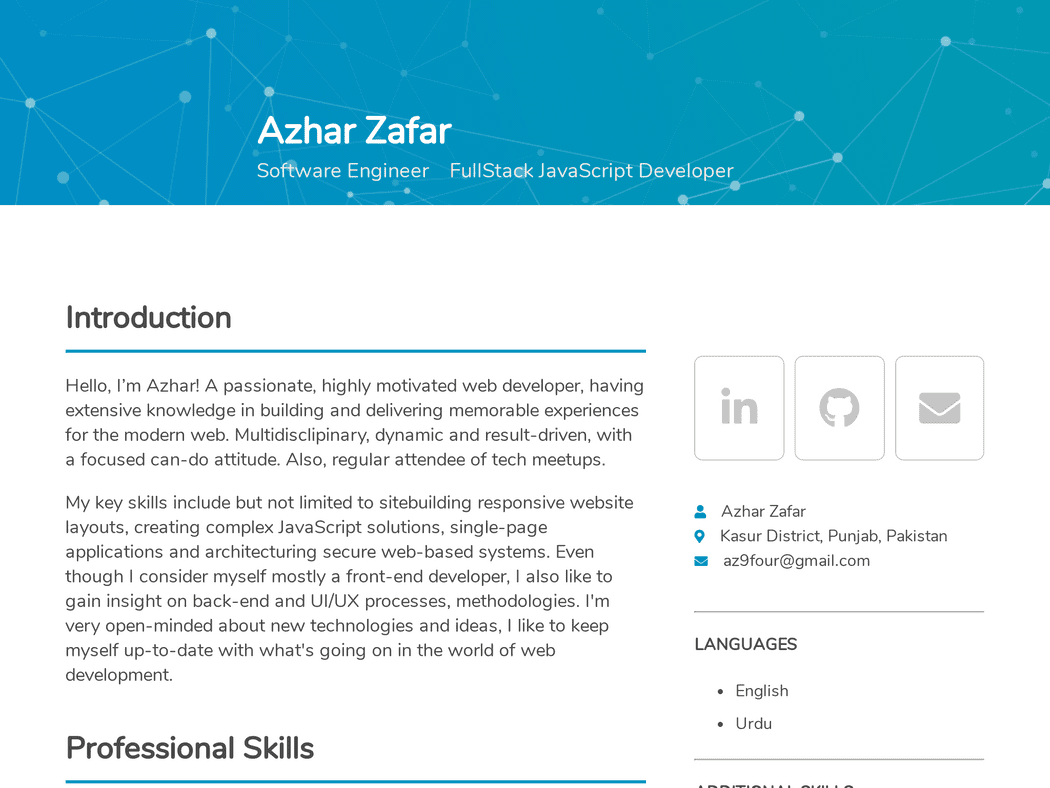 Azhar Zafar
Software Engineer FullStack JavaScript Developer
Introduction
Hello, I’m Azhar! A passionate, highly motivated web developer, having
extensive knowledge in building and delivering memorable experiences
for the modern web. Multidisclipinary, dynamic and result-driven, with
a focused can-do attitude. Also, regular attendee of tech meetups.
My key skills include but not limited to sitebuilding responsive website
layouts, creating complex JavaScript solutions, single-page
applications and architecturing secure web-based systems. Even
though I consider myself mostly a front-end developer, I also like to
gain insight on back-end and UI/UX processes, methodologies. I'm
very open-minded about new technologies and ideas, I like to keep
myself up-to-date with what's going on in the world of web
development.
Professional Skills
in
Azhar Zafar
Kasur District, Punjab, Pakistan
az9four@gmail.com
LANGUAGES
English
Urdu
ADDITIONAL SKILLS